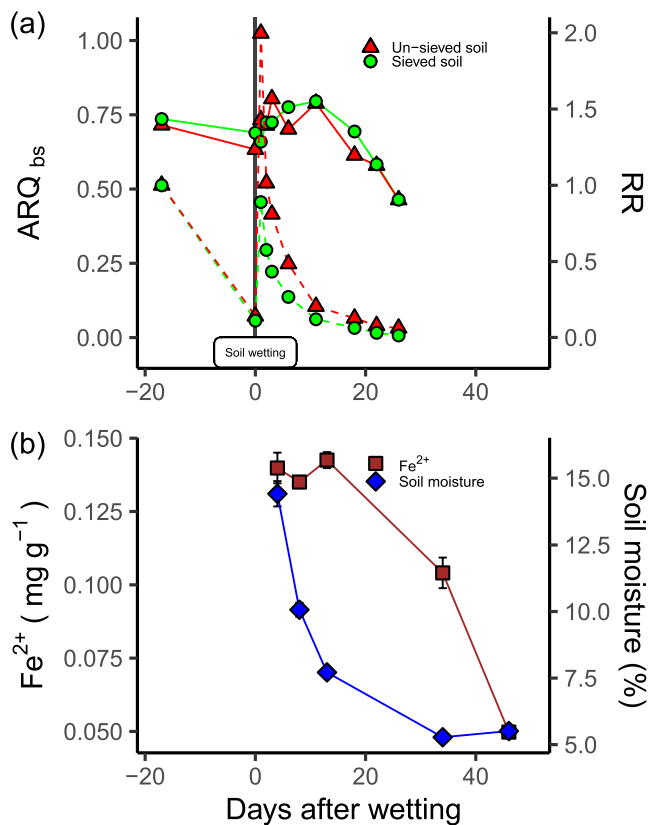 (a)
1.00
0.75
0.50
0.25
0.00
ARQ bs
2.0
1.5
1.0
0.5
0.0
RR
Un−sieved soil
Sieved soil
Soil wetting
−20
0
20
40
(b)
0.150
0.125
0.100
0.075
0.050
Fe²⁺ ( mg g⁻¹ )
15.0
12.5
10.0
7.5
5.0
Soil moisture (%)
Fe²⁺
Soil moisture
−20
0
20
40
Days after wetting